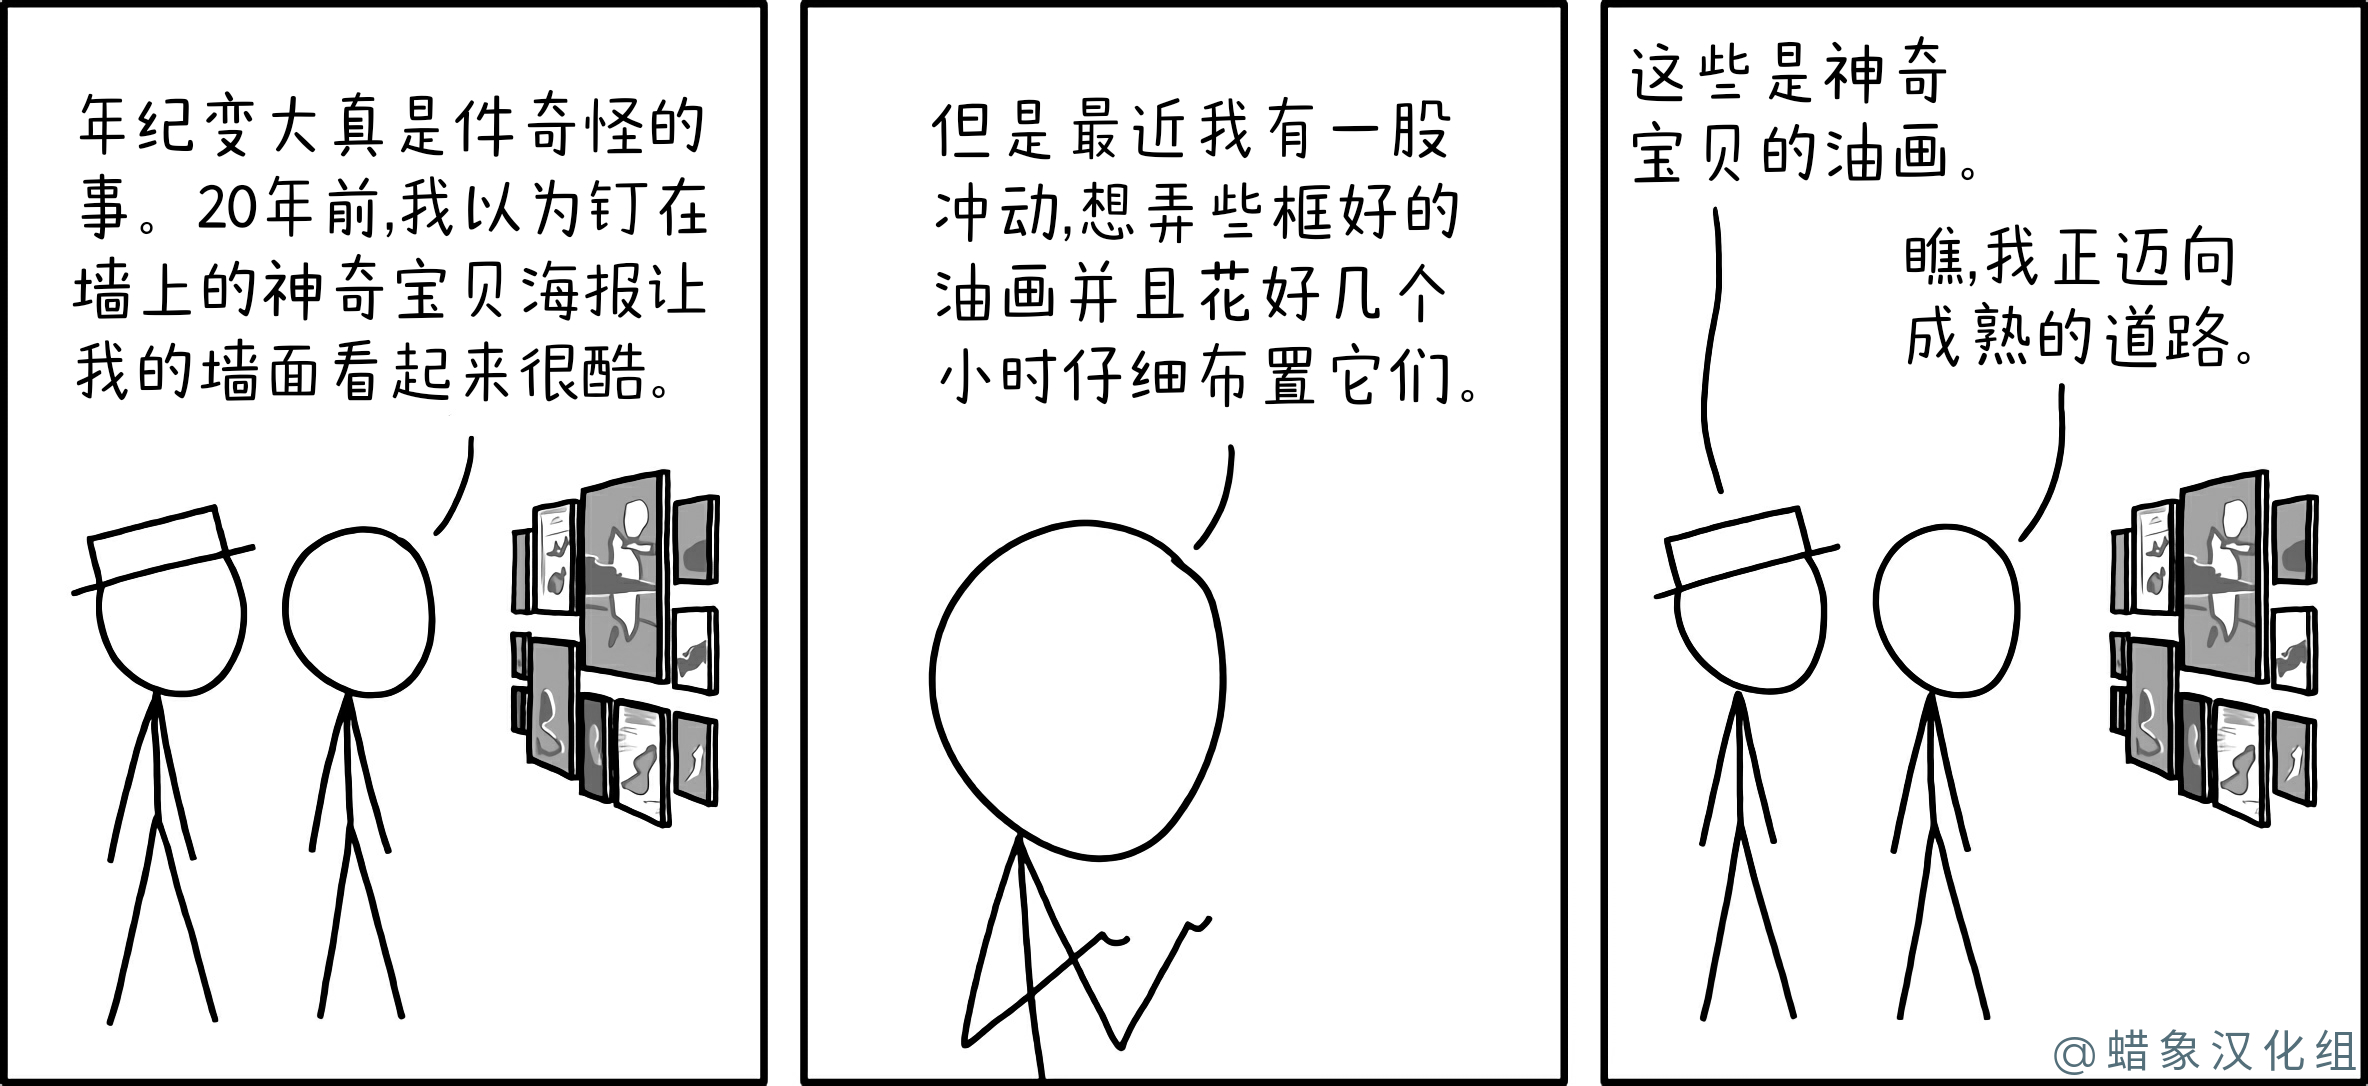 年纪变大真是件奇怪的
事。20年前,我以为钉在
墙上的神奇宝贝海报让
我的墙面看起来很酷。
但是最近我有一股
冲动,想弄些框好的
油画并且花好几个
小时仔细布置它们。
这些是神奇
宝贝的油画。
瞧,我正迈向
成熟的道路。
@蜡象汉化组